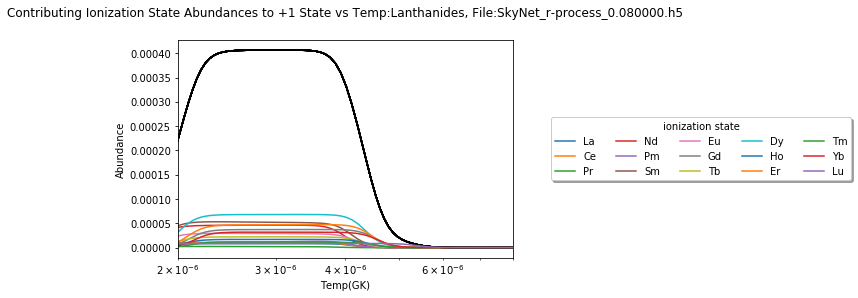 Contributing Ionization State Abundances to +1 State vs Temp:Lanthanides, File:SkyNet_r-process_0.080000.h5
0.00040
0.00035
0.00030
0.00025
0.00020
0.00015
0.00010
0.00005
0.00000
Abundance
2 × 10⁻⁶ 3 × 10⁻⁶ 4 × 10⁻⁶ 6 × 10⁻⁶
Temp(GK)
ionization state
La Nd Eu Dy Tm
Ce Pm Gd Ho Yb
Pr Sm Tb Er Lu